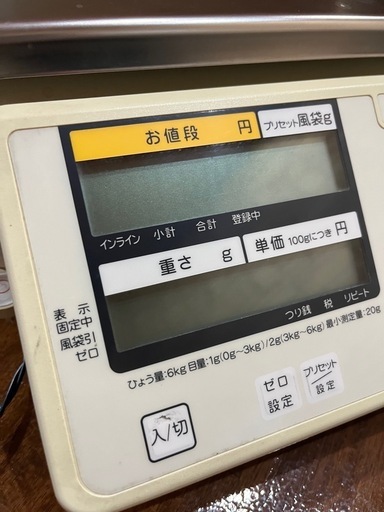 お値段 円 プリセット風袋g
インライン 小計 合計 登録中
重さ g 単価 100gにつき 円
表示
固定中
風袋引
ゼロ
つり銭 税 リピート
ひょう量:6kg 目量:1g(0g~3kg)/2g(3kg~6kg) 最小測定量:20g
入/切
ゼロ
設定
プリセット
設定